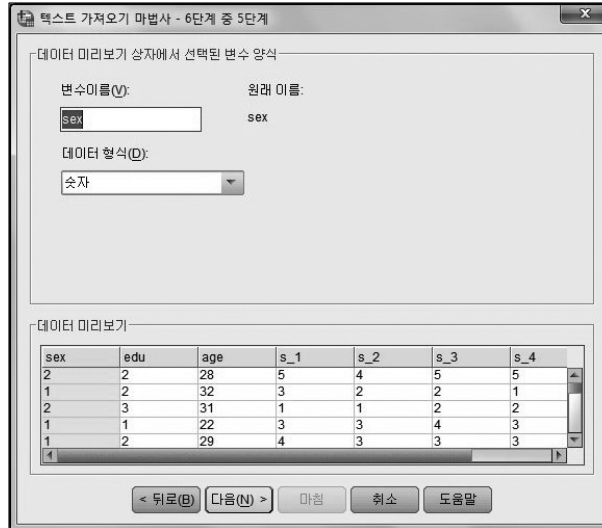 텍스트 가져오기 마법사 - 6단계 중 5단계
데이터 미리보기 상자에서 선택된 변수 양식
변수이름(V): 원래 이름:
sex sex
데이터 형식(D):
숫자
데이터 미리보기
sex edu age s_1 s_2 s_3 s_4
2 2 28 5 4 5 5
1 2 32 3 2 2 1
2 3 31 1 1 2 2
1 1 22 3 3 4 3
1 2 29 4 3 3 3
< 뒤로(B) 다음(N) > 마침 취소 도움말